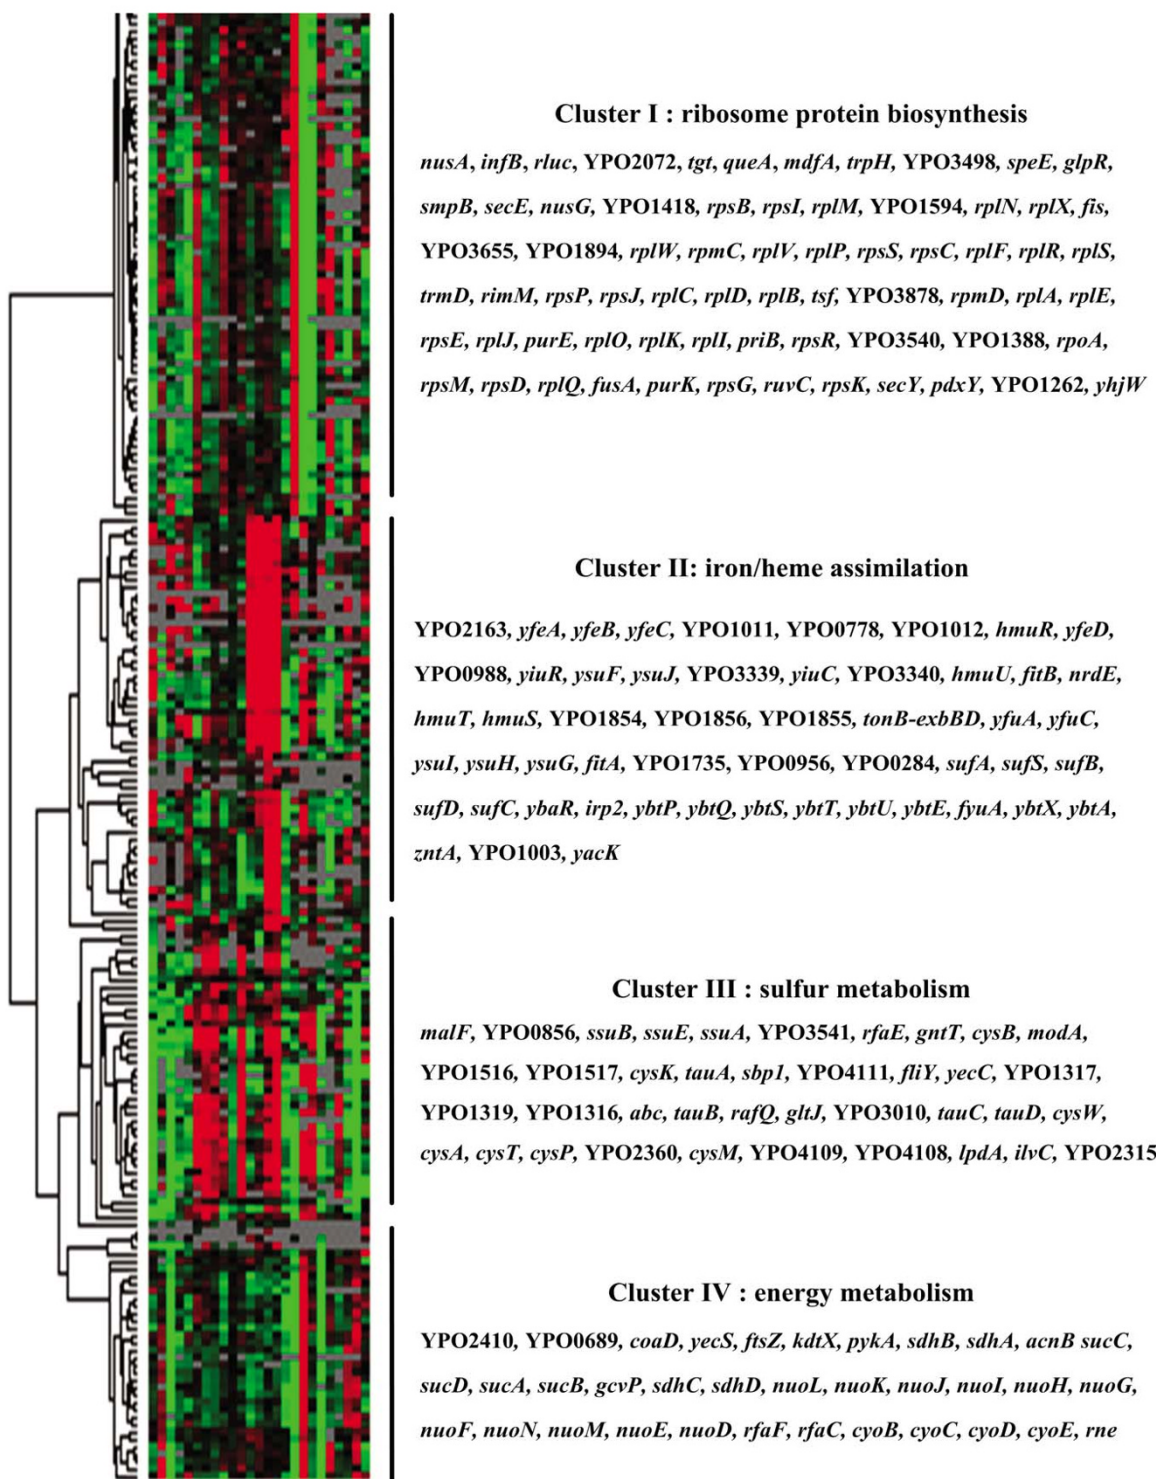 Cluster I : ribosome protein biosynthesis
nusA, infB, rluc, YPO2072, tgt, queA, mdfA, trpH, YPO3498, speE, glpR,
smpB, secE, nusG, YPO1418, rpsB, rpsI, rplM, YPO1594, rplN, rplX, fis,
YPO3655, YPO1894, rplW, rpmC, rplV, rplP, rpsS, rpsC, rplF, rplR, rplS,
trmD, rimM, rpsP, rpsJ, rplC, rplD, rplB, tsf, YPO3878, rpmD, rplA, rplE,
rpsE, rplJ, purE, rplO, rplK, rplI, priB, rpsR, YPO3540, YPO1388, rpoA,
rpsM, rpsD, rplQ, fusA, purK, rpsG, ruvC, rpsK, secY, pdxY, YPO1262, yhjW
Cluster II: iron/heme assimilation
YPO2163, yfeA, yfeB, yfeC, YPO1011, YPO0778, YPO1012, hmuR, yfeD,
YPO0988, yiuR, ysuF, ysuJ, YPO3339, yiuC, YPO3340, hmuU, fitB, nrdE,
hmuT, hmuS, YPO1854, YPO1856, YPO1855, tonB-exbBD, yfuA, yfuC,
ysuI, ysuH, ysuG, fitA, YPO1735, YPO0956, YPO0284, sufA, sufS, sufB,
sufD, sufC, ybaR, irp2, ybtP, ybtQ, ybtS, ybtT, ybtU, ybtE, fyuA, ybtX, ybtA,
zntA, YPO1003, yacK
Cluster III : sulfur metabolism
malF, YPO0856, ssuB, ssuE, ssuA, YPO3541, rfaE, gntT, cysB, modA,
YPO1516, YPO1517, cysK, tauA, sbp1, YPO4111, fliY, yecC, YPO1317,
YPO1319, YPO1316, abc, tauB, rafQ, gltJ, YPO3010, tauC, tauD, cysW,
cysA, cysT, cysP, YPO2360, cysM, YPO4109, YPO4108, lpdA, ilvC, YPO2315
Cluster IV : energy metabolism
YPO2410, YPO0689, coaD, yecS, ftsZ, kdtX, pykA, sdhB, sdhA, acnB sucC,
sucD, sucA, sucB, gcvP, sdhC, sdhD, nuoL, nuoK, nuoJ, nuoI, nuoH, nuoG,
nuoF, nuoN, nuoM, nuoE, nuoD, rfaF, rfaC, cyoB, cyoC, cyoD, cyoE, rne